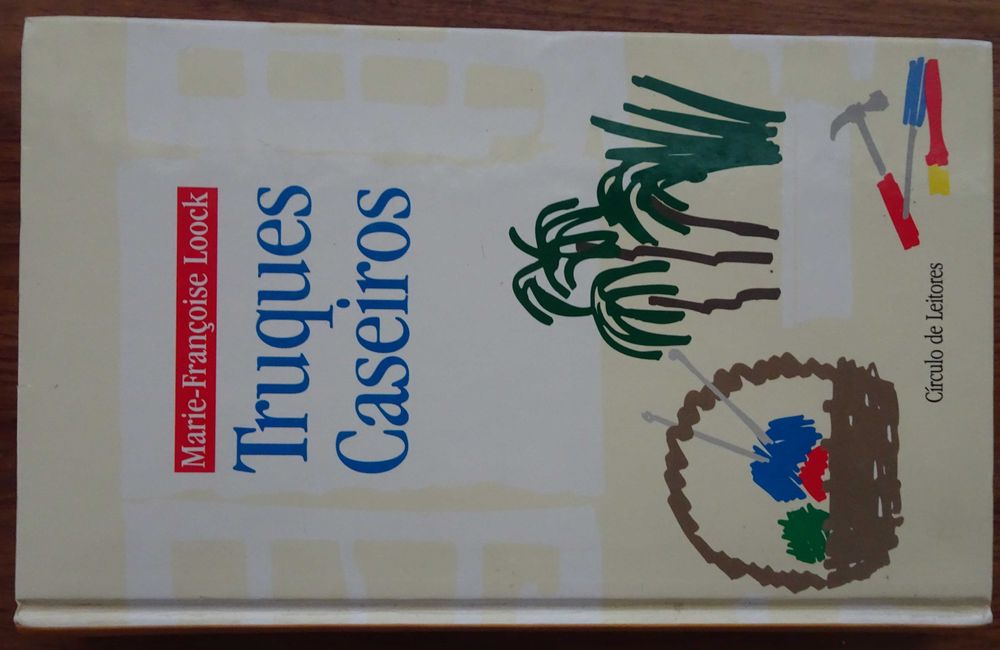 Marie-Françoise Loock
Truques
Caseiros
Círculo de Leitores